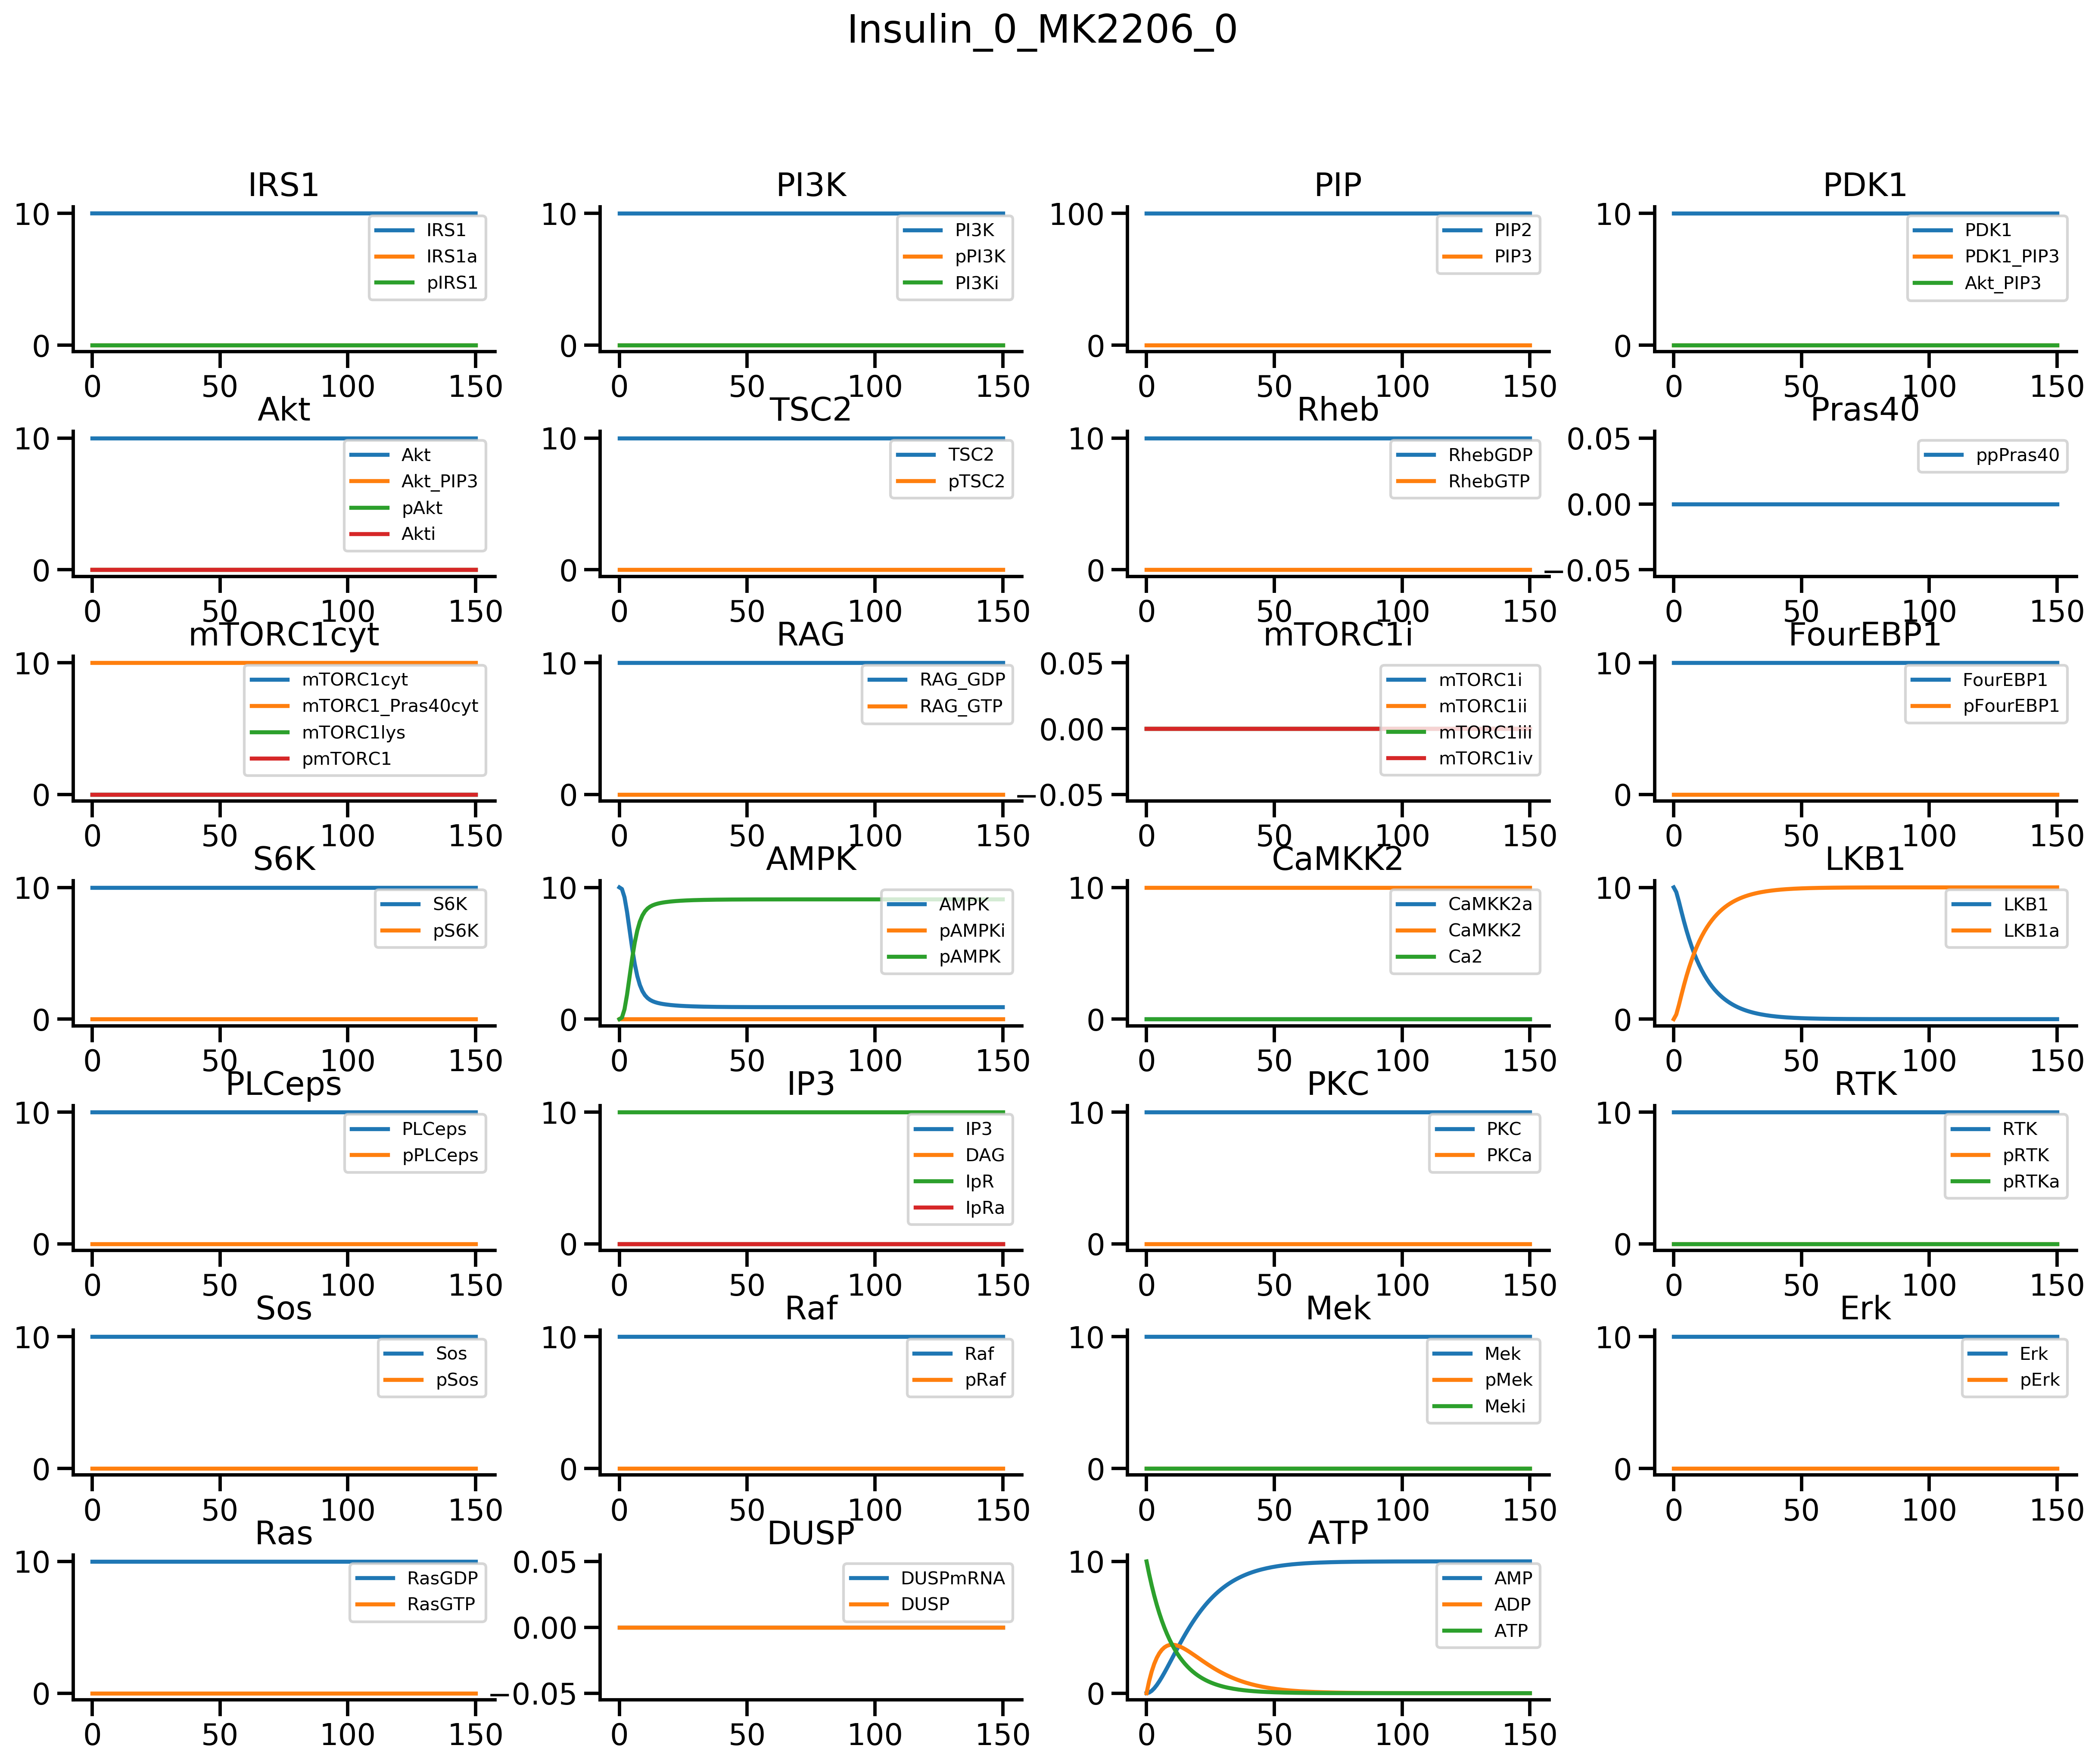 Insulin_0_MK2206_0
IRS1
10
0
0 50 100 150
IRS1
IRS1a
pIRS1
PI3K
10
0
0 50 100 150
PI3K
pPI3K
PI3Ki
PIP
100
0
0 50 100 150
PIP2
PIP3
PDK1
10
0
0 50 100 150
PDK1
PDK1_PIP3
Akt_PIP3
Akt
10
0
0 50 100 150
Akt
Akt_PIP3
pAkt
Akti
TSC2
10
0
0 50 100 150
TSC2
pTSC2
Rheb
10
0
0 50 100 150
RhebGDP
RhebGTP
Pras40
0.05
0.00
−0.05
0 50 100 150
ppPras40
mTORC1cyt
10
0
0 50 100 150
mTORC1cyt
mTORC1_Pras40cyt
mTORC1lys
pmTORC1
RAG
10
0
0 50 100 150
RAG_GDP
RAG_GTP
mTORC1i
0.05
0.00
−0.05
0 50 100 150
mTORC1i
mTORC1ii
mTORC1iii
mTORC1iv
FourEBP1
10
0
0 50 100 150
FourEBP1
pFourEBP1
S6K
10
0
0 50 100 150
S6K
pS6K
AMPK
10
0
0 50 100 150
AMPK
pAMPKi
pAMPK
CaMKK2
10
0
0 50 100 150
CaMKK2a
CaMKK2
Ca2
LKB1
10
0
0 50 100 150
LKB1
LKB1a
PLCeps
10
0
0 50 100 150
PLCeps
pPLCeps
IP3
10
0
0 50 100 150
IP3
DAG
IpR
IpRa
PKC
10
0
0 50 100 150
PKC
PKCa
RTK
10
0
0 50 100 150
RTK
pRTK
pRTKa
Sos
10
0
0 50 100 150
Sos
pSos
Raf
10
0
0 50 100 150
Raf
pRaf
Mek
10
0
0 50 100 150
Mek
pMek
Meki
Erk
10
0
0 50 100 150
Erk
pErk
Ras
10
0
0 50 100 150
RasGDP
RasGTP
DUSP
0.05
0.00
−0.05
0 50 100 150
DUSPmRNA
DUSP
ATP
10
0
0 50 100 150
AMP
ADP
ATP